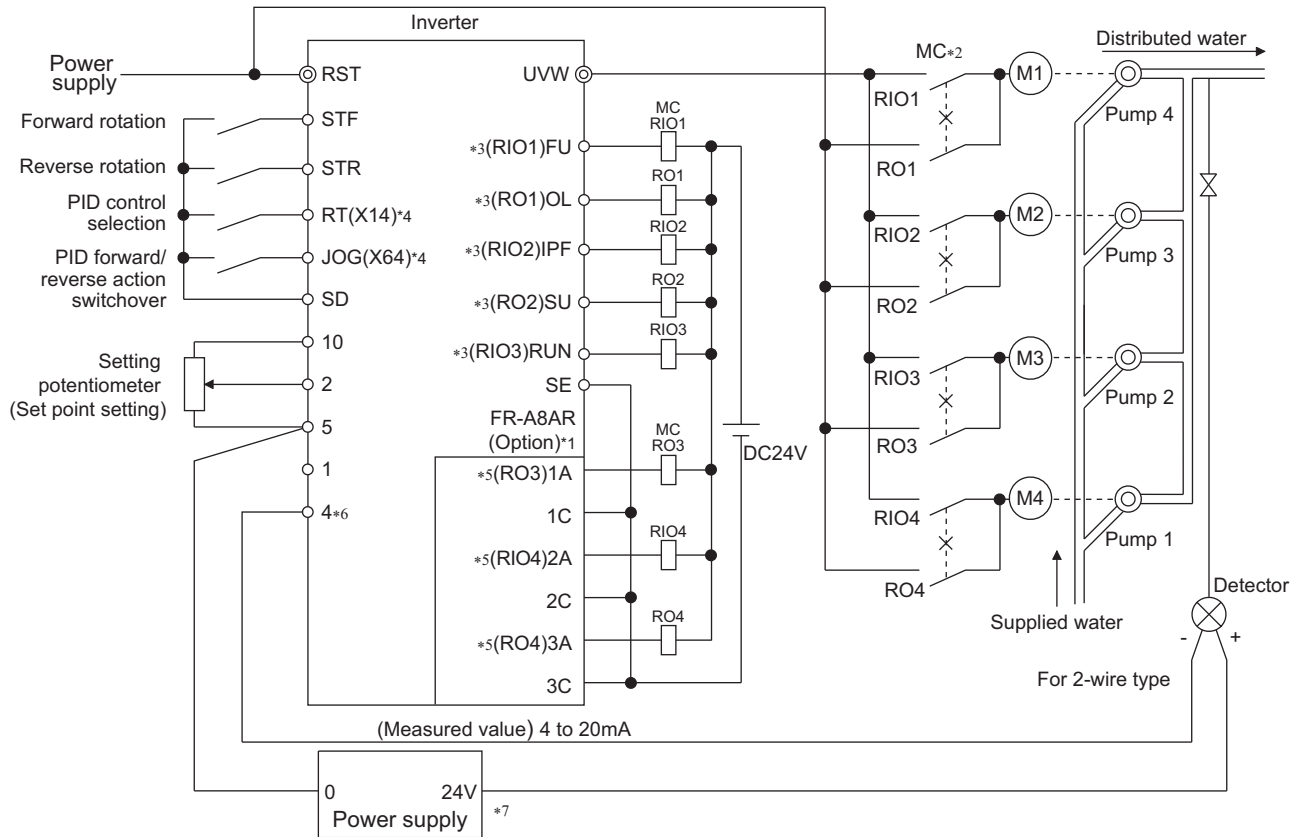 Inverter
Power
supply
RST
UVW
MC*2
Distributed water
M1
RIO1
Pump 4
Forward rotation
STF
MC
RIO1
*3(RIO1)FU
RO1
Reverse rotation
STR
RO1
*3(RO1)OL
PID control
selection
RT(X14)*4
RIO2
*3(RIO2)IPF
M2
RIO2
Pump 3
PID forward/
reverse action
switchover
JOG(X64)*4
RO2
*3(RO2)SU
RO2
SD
RIO3
*3(RIO3)RUN
10
Setting
potentiometer
(Set point setting)
2
SE
M3
RIO3
Pump 2
5
FR-A8AR
(Option)*1
MC
RO3
DC24V
RO3
1
*5(RO3)1A
4*6
1C
M4
RIO4
Pump 1
RIO4
*5(RIO4)2A
RO4
2C
Detector
RO4
*5(RO4)3A
Supplied water
-
+
3C
For 2-wire type
(Measured value) 4 to 20mA
0
24V
*7
Power supply